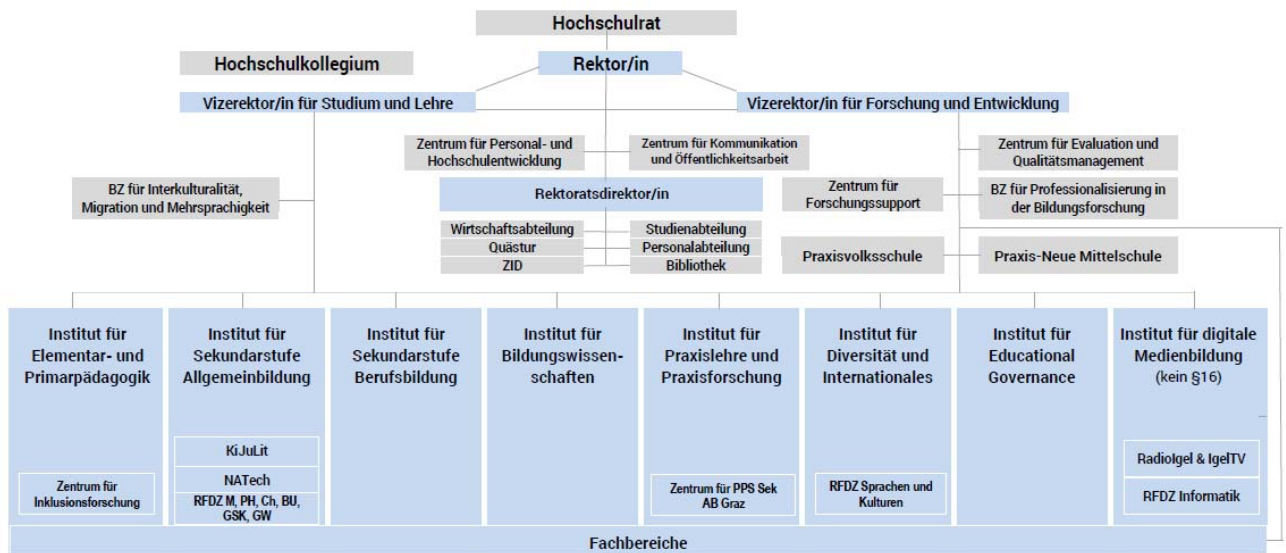 Hochschulrat
Hochschulkollegium
Rektor/in
Vizerektor/in für Studium und Lehre
Vizerektor/in für Forschung und Entwicklung
Zentrum für Personal- und
Hochschulentwicklung
Zentrum für Kommunikation
und Öffentlichkeitsarbeit
Zentrum für Evaluation und
Qualitätsmanagement
BZ für Interkulturalität,
Migration und Mehrsprachigkeit
Rektoratsdirektor/in
Zentrum für
Forschungssupport
BZ für Professionalisierung in
der Bildungsforschung
Wirtschaftsabteilung
Studienabteilung
Quästur
Personalabteilung
ZID
Bibliothek
Praxisvolksschule
Praxis-Neue Mittelschule
Institut für
Elementar- und
Primarpädagogik
Zentrum für
Inklusionsforschung
Institut für
Sekundarstufe
Allgemeinbildung
KiJuLit
NATech
RFDZ M, PH, Ch, BU,
GSK, GW
Institut für
Sekundarstufe
Berufsbildung
Institut für
Bildungswissen-
schaften
Institut für
Praxislehre und
Praxisforschung
Zentrum für PPS Sek
AB Graz
Institut für
Diversität und
Internationales
RFDZ Sprachen und
Kulturen
Institut für
Educational
Governance
Institut für digitale
Medienbildung
(kein §16)
RadioIgel & IgelTV
RFDZ Informatik
Fachbereiche